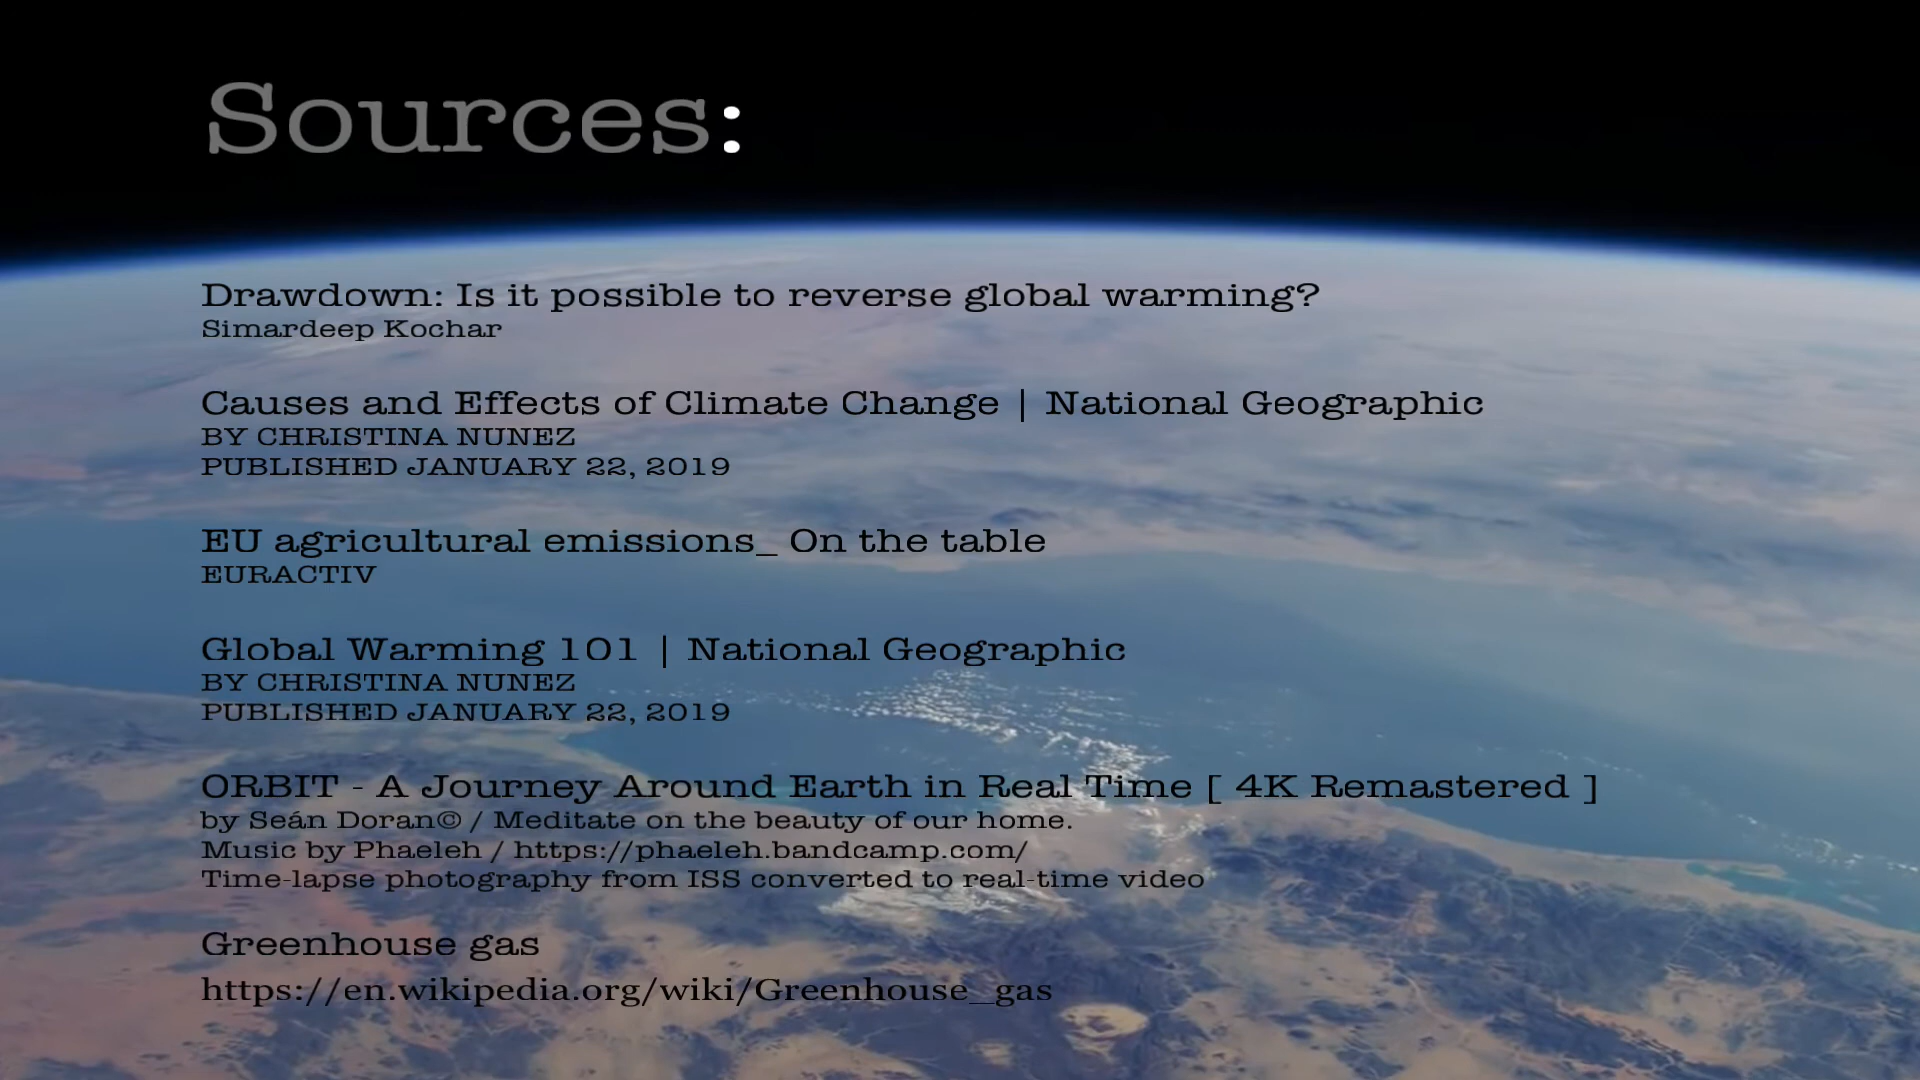 Sources:
Drawdown: Is it possible to reverse global warming?
Simardeep Kochar
Causes and Effects of Climate Change | National Geographic
BY CHRISTINA NUNEZ
PUBLISHED JANUARY 22, 2019
EU agricultural emissions_ On the table
EURACTIV
Global Warming 101 | National Geographic
BY CHRISTINA NUNEZ
PUBLISHED JANUARY 22, 2019
ORBIT - A Journey Around Earth in Real Time [ 4K Remastered ]
by Seán Doran© / Meditate on the beauty of our home.
Music by Phaeleh / https://phaeleh.bandcamp.com/
Time-lapse photography from ISS converted to real-time video
Greenhouse gas
https://en.wikipedia.org/wiki/Greenhouse_gas